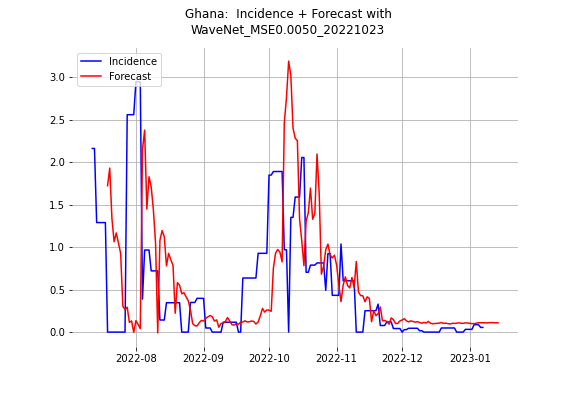 Ghana:  Incidence + Forecast with
WaveNet_MSE0.0050_20221023
Incidence
Forecast
3.0
2.5
2.0
1.5
1.0
0.5
0.0
2022-08 2022-09 2022-10 2022-11 2022-12 2023-01